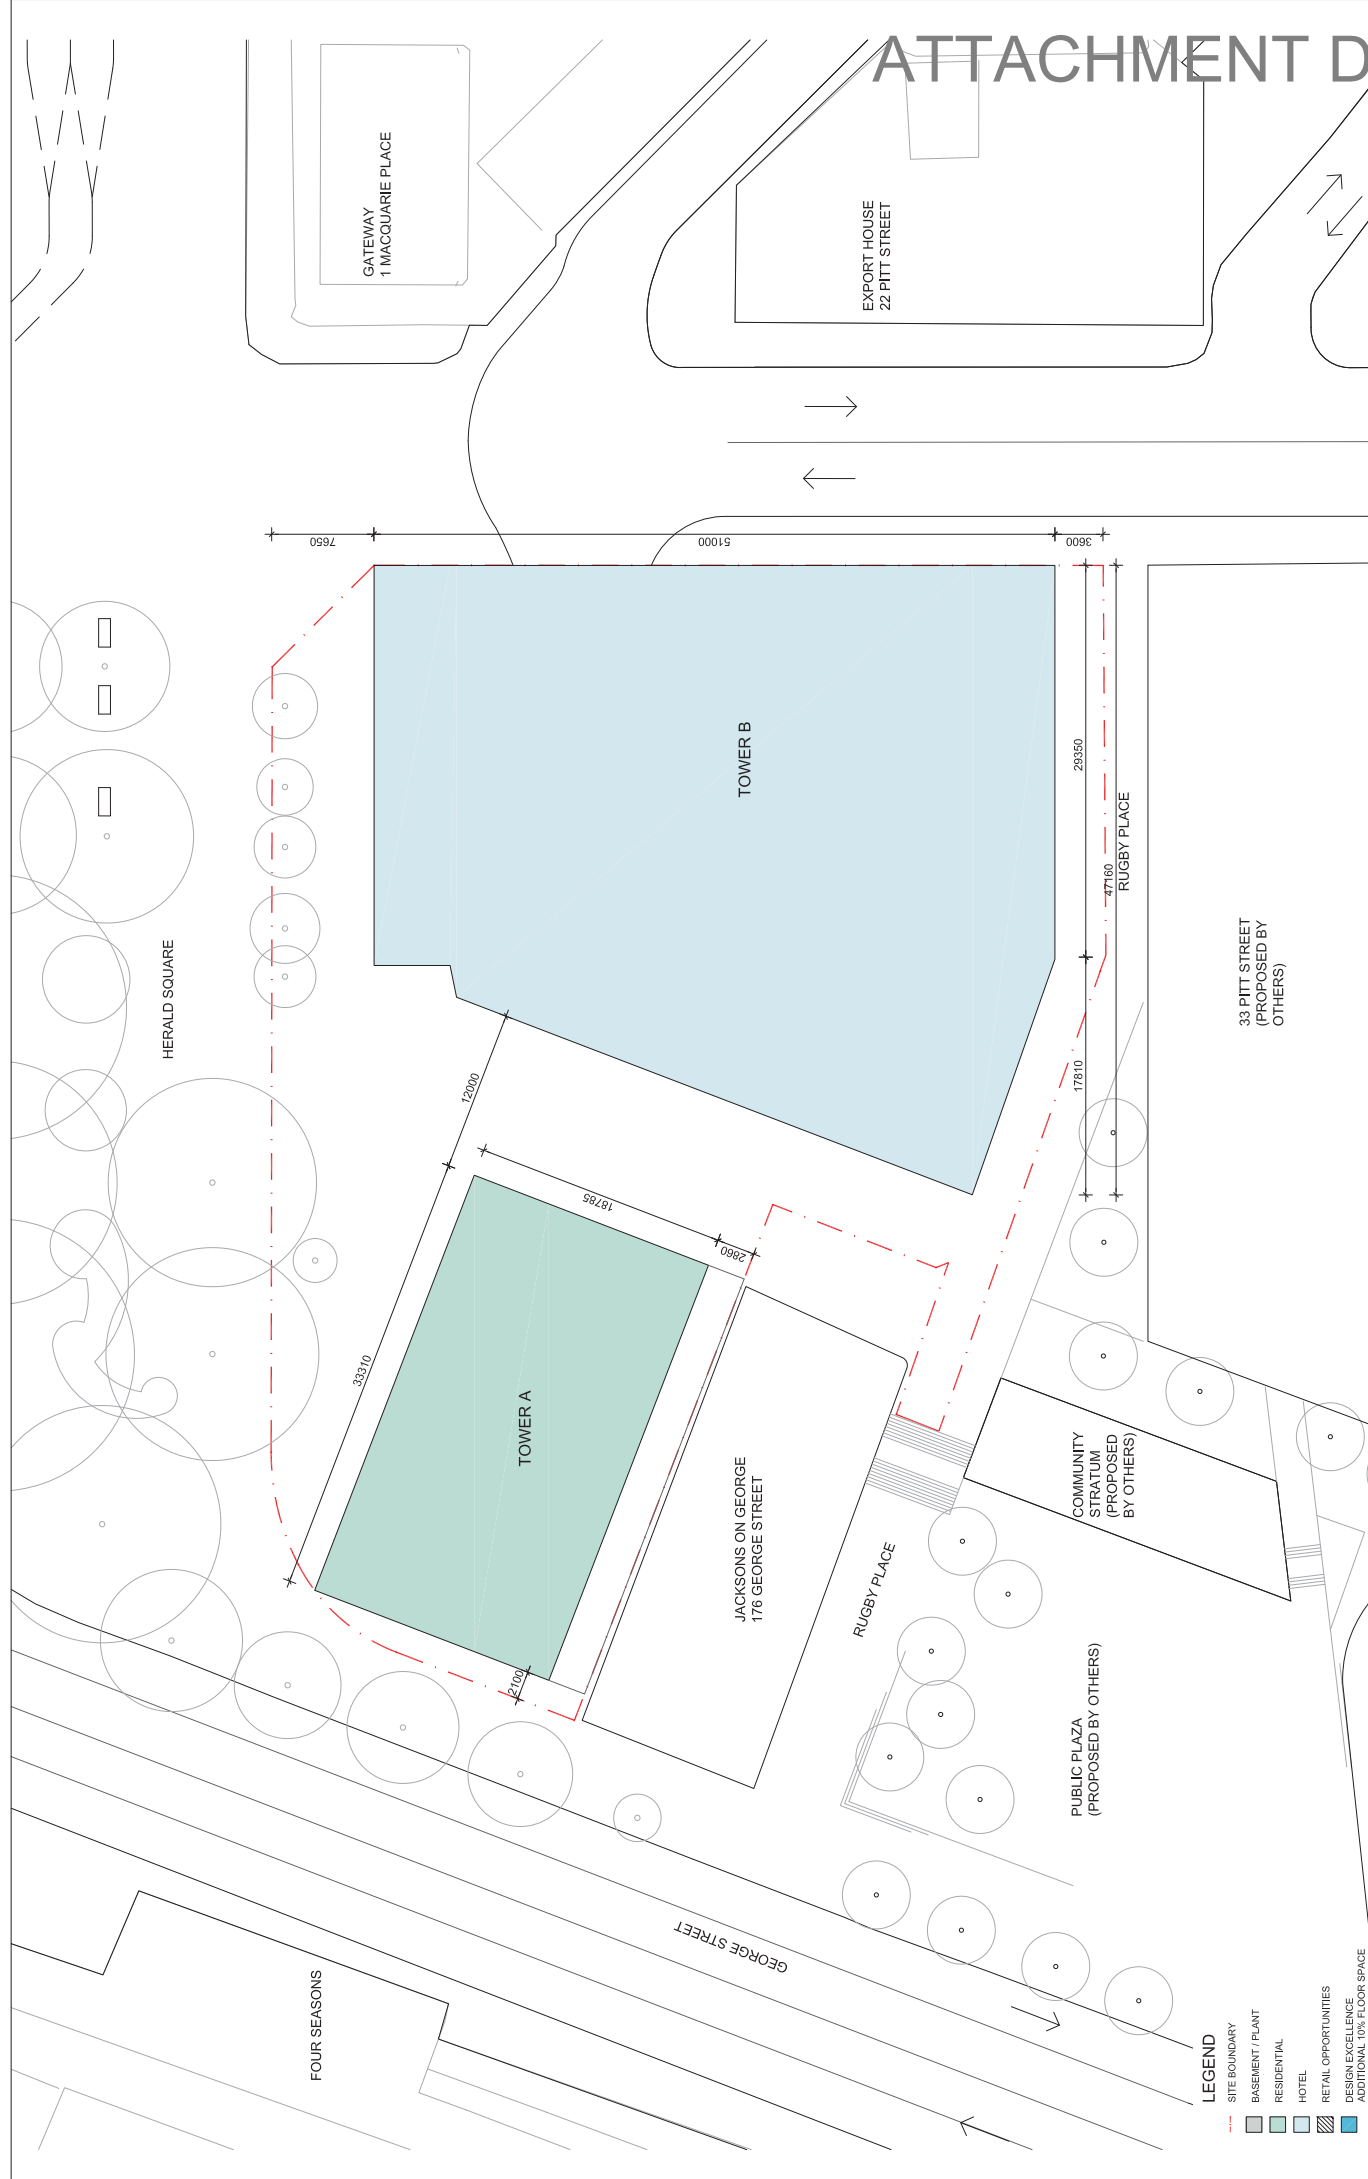 ATTACHMENT D
GATEWAY
1 MACQUARIE PLACE
EXPORT HOUSE
22 PITT STREET
7650
51000
3600
TOWER B
29350
47160
RUGBY PLACE
HERALD SQUARE
33 PITT STREET
(PROPOSED BY
OTHERS)
12000
17810
18785
2860
33310
TOWER A
JACKSONS ON GEORGE
176 GEORGE STREET
COMMUNITY
STRATUM
(PROPOSED
BY OTHERS)
RUGBY PLACE
2100
PUBLIC PLAZA
(PROPOSED BY OTHERS)
GEORGE STREET
FOUR SEASONS
LEGEND
SITE BOUNDARY
BASEMENT / PLANT
RESIDENTIAL
HOTEL
RETAIL OPPORTUNITIES
DESIGN EXCELLENCE
ADDITIONAL 10% FLOOR SPACE